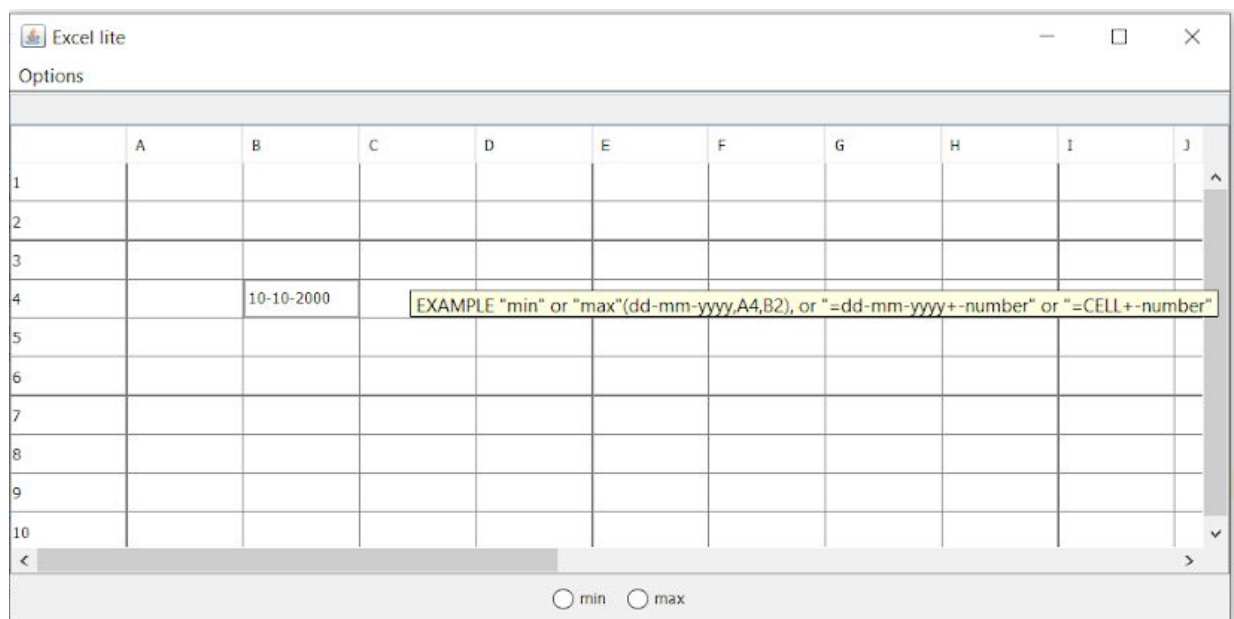 Excel lite
Options
A B C D E F G H I J
1
2
3
4 10-10-2000 EXAMPLE "min" or "max"(dd-mm-yyyy,A4,B2), or "=dd-mm-yyyy+-number" or "=CELL+-number"
5
6
7
8
9
10
min max